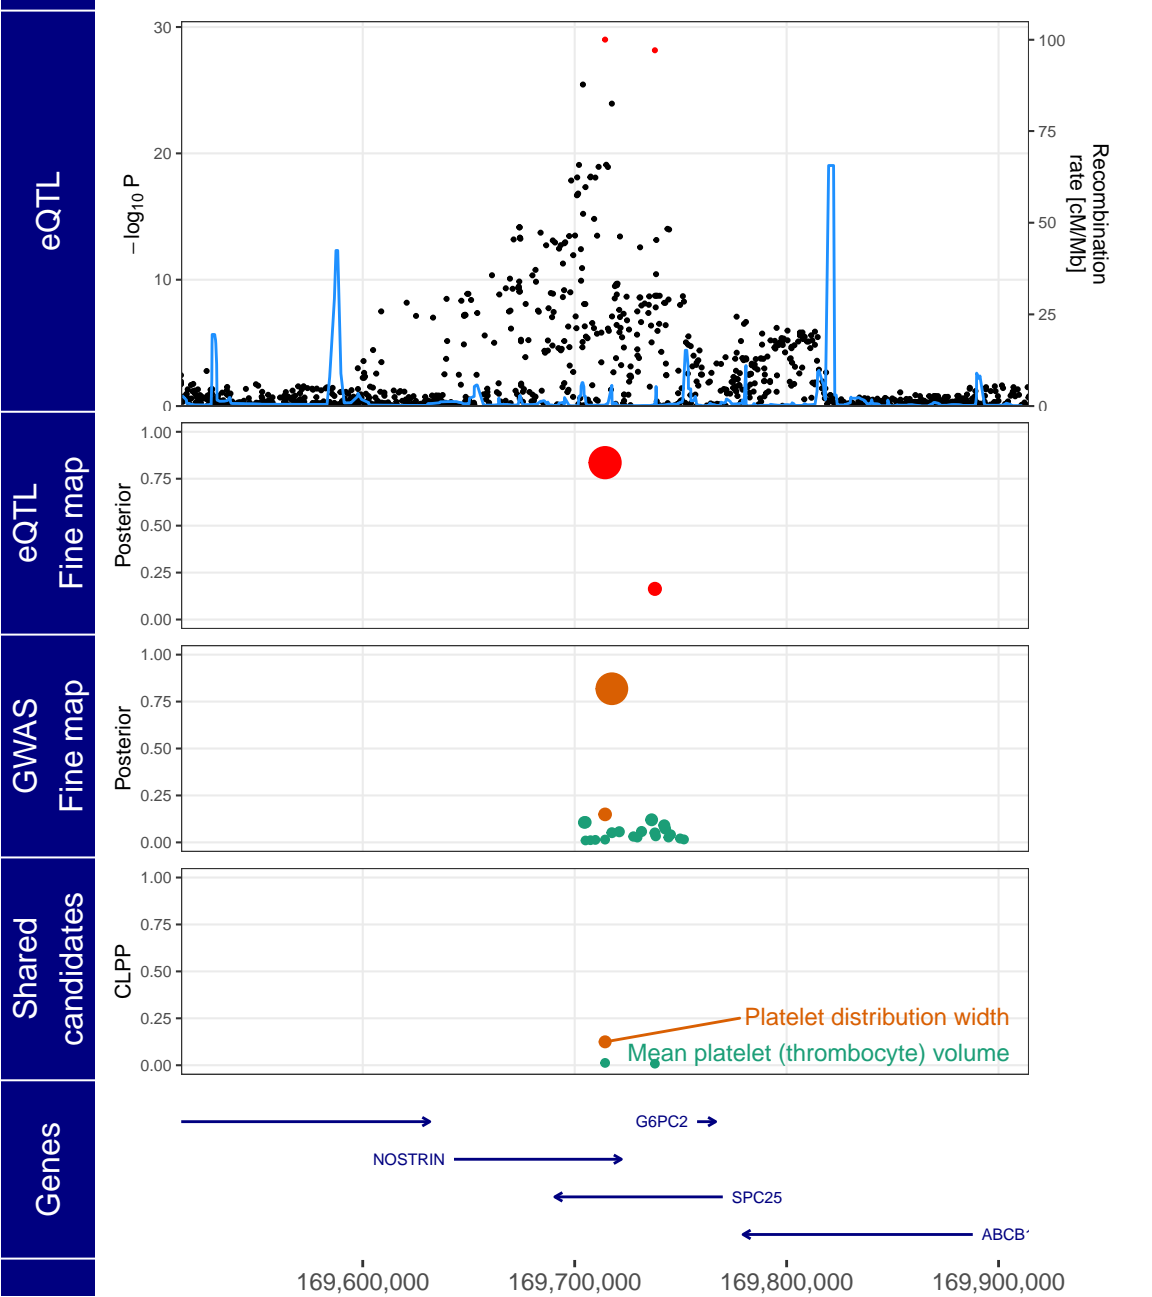 eQTL
−log10 P
30
20
10
0
100
75
50
25
0
Recombination
rate [cM/Mb]
eQTL
Fine map
Posterior
1.00
0.75
0.50
0.25
0.00
GWAS
Fine map
Posterior
1.00
0.75
0.50
0.25
0.00
Shared
candidates
CLPP
1.00
0.75
0.50
0.25
0.00
Platelet distribution width
Mean platelet (thrombocyte) volume
Genes
G6PC2
NOSTRIN
SPC25
ABCB1
169,600,000
169,700,000
169,800,000
169,900,000